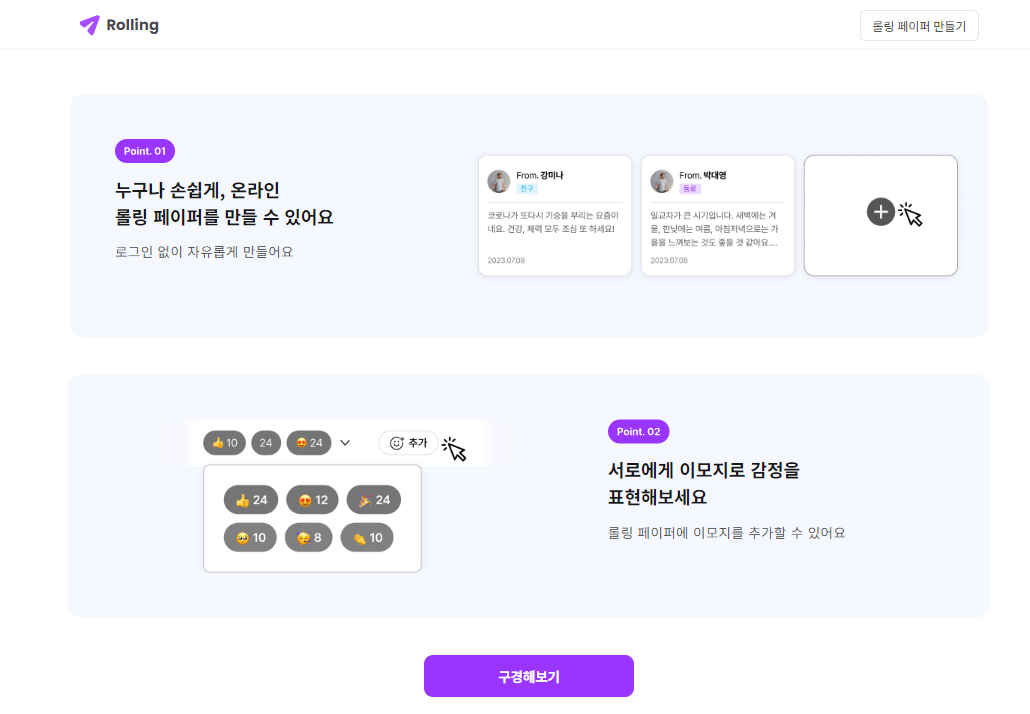 Rolling
롤링 페이퍼 만들기
Point. 01
누구나 손쉽게, 온라인
롤링 페이퍼를 만들 수 있어요
로그인 없이 자유롭게 만들어요
From. 강미나
친구
코로나가 또다시 기승을 부리는 요즘이
네요. 건강, 체력 모두 조심 또 하세요!
2023.07.08
From. 박대영
동료
일교차가 큰 시기입니다. 새벽에는 겨
울, 한낮에는 여름, 아침저녁으로는 가
을을 느껴보는 것도 좋을 것 같아요....
2023.07.08
10
24
24
추가
24
12
24
10
8
10
Point. 02
서로에게 이모지로 감정을
표현해보세요
롤링 페이퍼에 이모지를 추가할 수 있어요
구경해보기